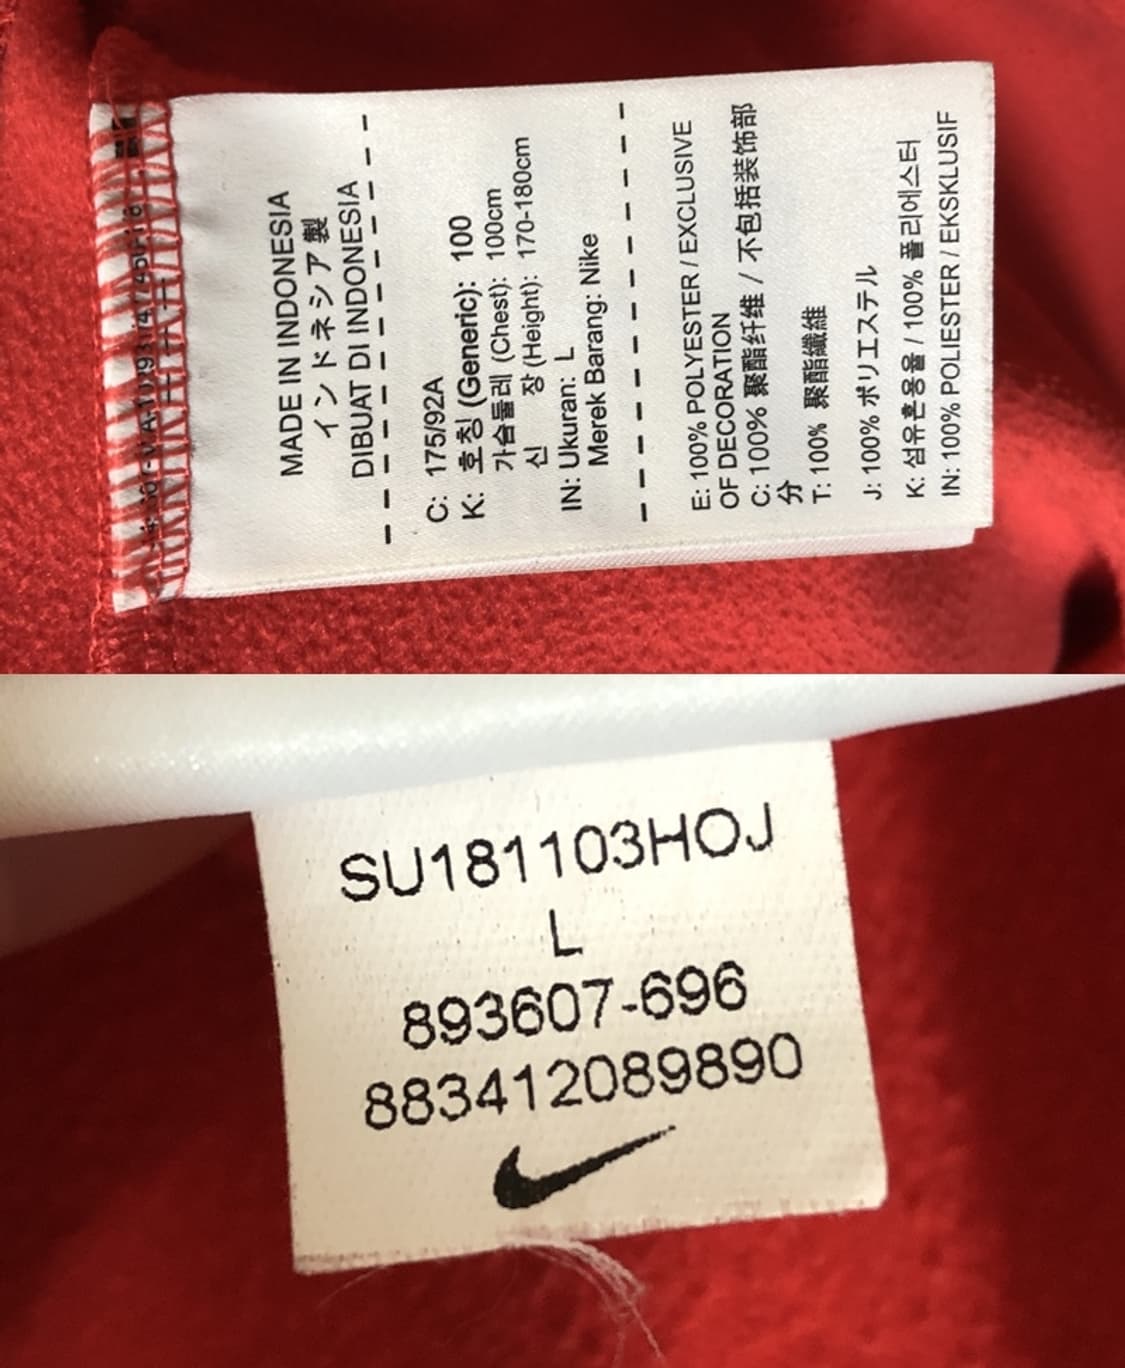 MADE IN INDONESIA
インドネシア製
DIBUAT DI INDONESIA
C: 175/92A
K: 호칭 (Generic): 100
가슴둘레 (Chest): 100cm
신 장 (Height): 170-180cm
IN: Ukuran: L
Merek Barang: Nike
E: 100% POLYESTER / EXCLUSIVE
OF DECORATION
C: 100% 聚酯纤维 / 不包括装饰部
分
T: 100% 聚酯纖維
J: 100% ポリエステル
K: 섬유혼용율 / 100% 폴리에스터
IN: 100% POLIESTER / EKSKLUSIF
SU181103HOJ
L
893607-696
883412089890